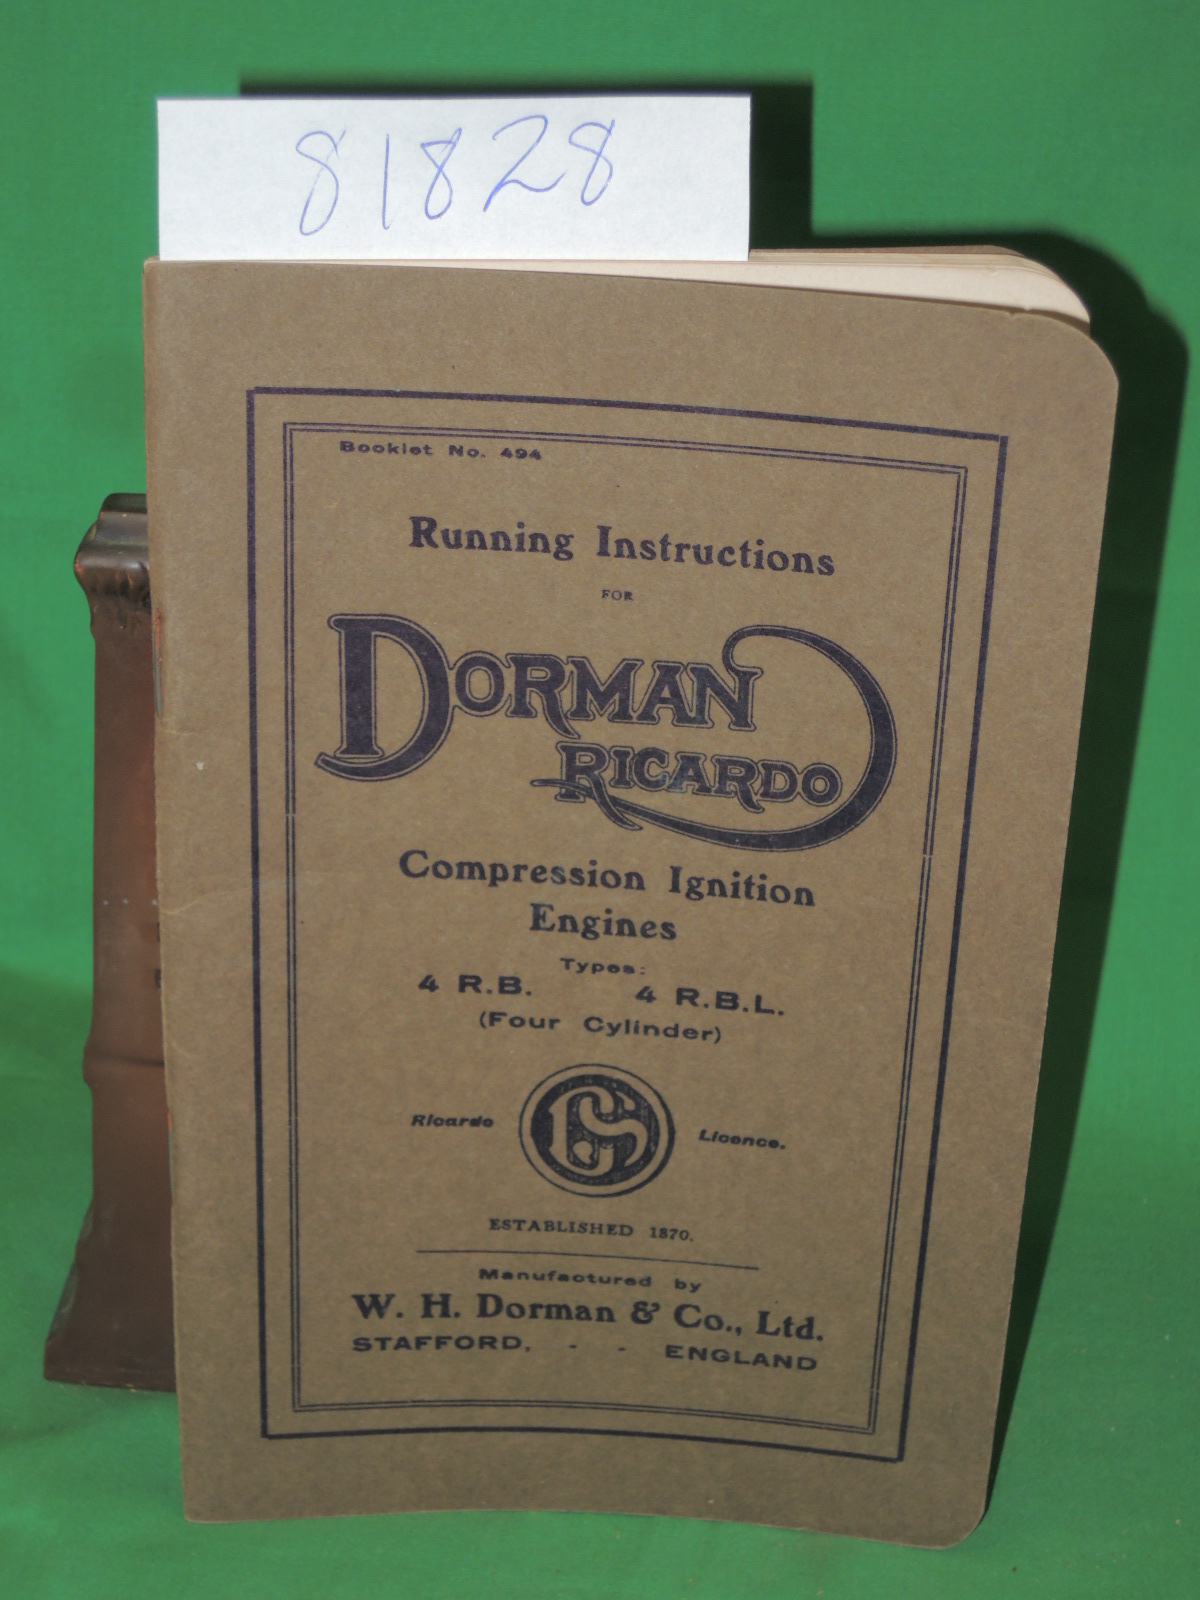 81828
Booklet No. 494
Running Instructions
FOR
DORMAN
RICARDO
Compression Ignition
Engines
Types:
4 R.B. 4 R.B.L.
(Four Cylinder)
Ricardo Licence.
ESTABLISHED 1870.
Manufactured by
W. H. Dorman & Co., Ltd.
STAFFORD, - - ENGLAND